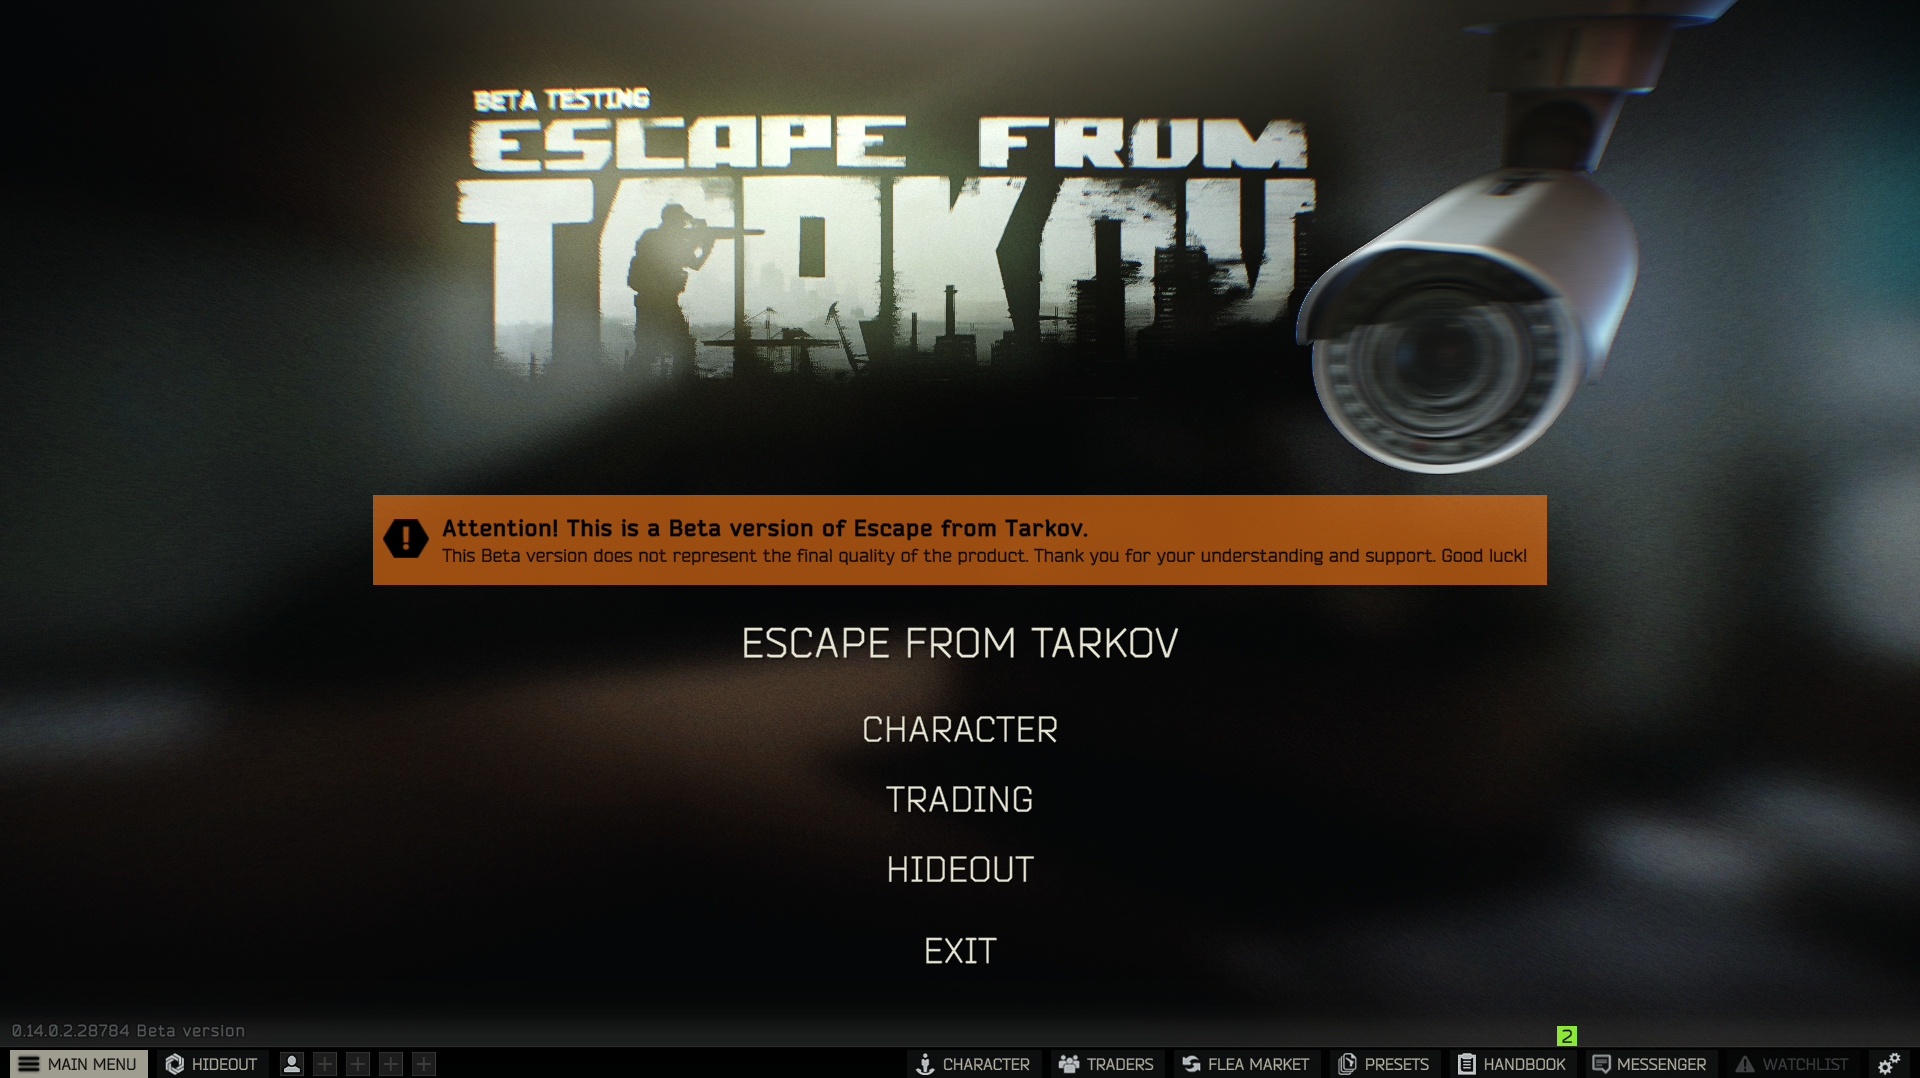 BETA TESTING
ESCAPE FROM
TARKOV
Attention! This is a Beta version of Escape from Tarkov.
This Beta version does not represent the final quality of the product. Thank you for your understanding and support. Good luck!
ESCAPE FROM TARKOV
CHARACTER
TRADING
HIDEOUT
EXIT
0.14.0.2.28784 Beta version
2
MAIN MENU HIDEOUT CHARACTER TRADERS FLEA MARKET PRESETS HANDBOOK MESSENGER WATCHLIST